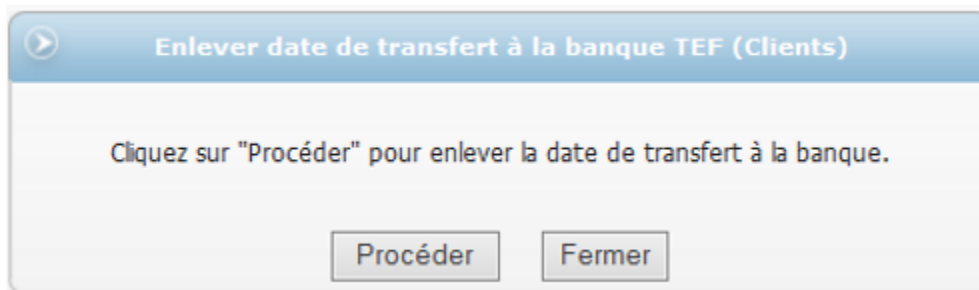 Enlever date de transfert à la banque TEF (Clients)
Cliquez sur "Procéder" pour enlever la date de transfert à la banque.
Procéder Fermer